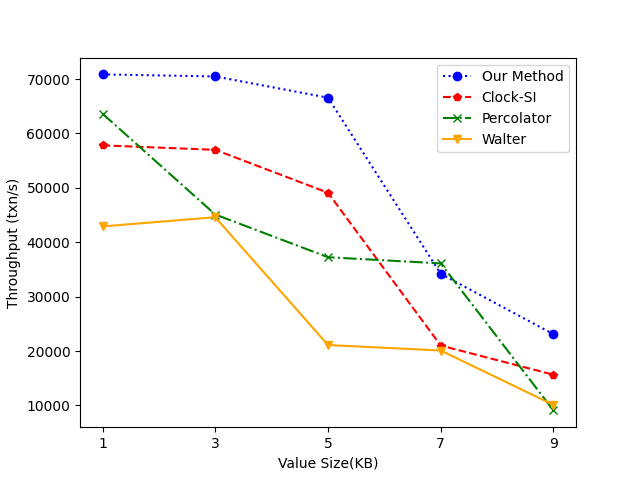 70000
60000
50000
40000
30000
20000
10000
Throughput (txn/s)
1 3 5 7 9
Value Size(KB)
Our Method
Clock-SI
Percolator
Walter